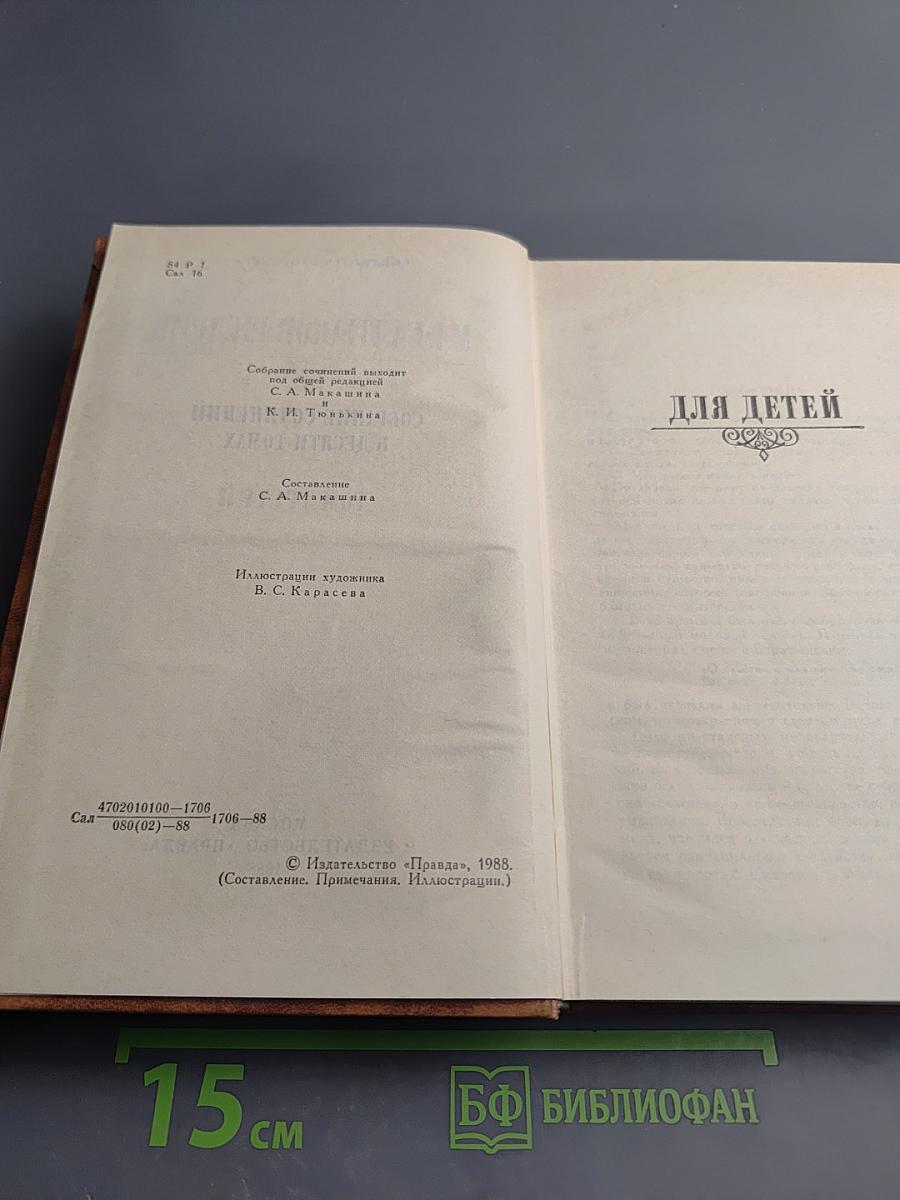 84 Р 1
Сал 16
Собрание сочинений выходит
под общей редакцией
С. А. Макашина
и
К. И. Тюнькина
Составление
С. А. Макашина
Иллюстрации художника
В. С. Карасева
Сал 4702010100—1706
080(02)—88 1706—88
© Издательство «Правда», 1988.
(Составление. Примечания. Иллюстрации.)
ДЛЯ ДЕТЕЙ
15 СМ
БФ БИБЛИОФАН